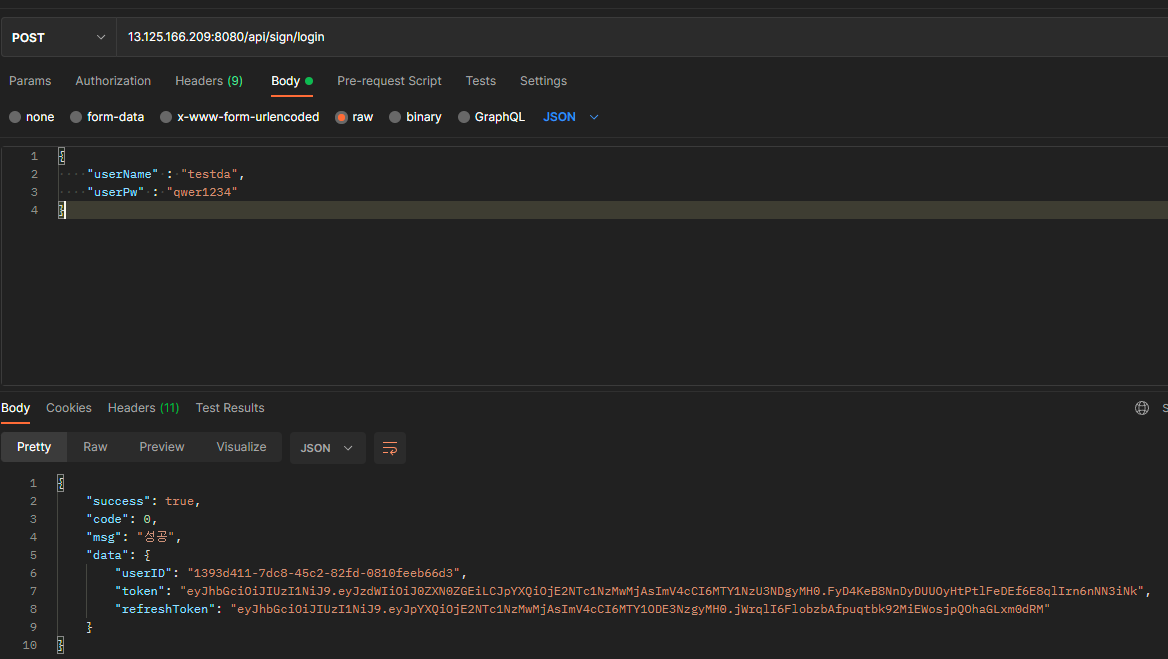 POST 13.125.166.209:8080/api/sign/login
Params Authorization Headers (9) Body Pre-request Script Tests Settings
none form-data x-www-form-urlencoded raw binary GraphQL JSON
1 {
2 "userName" : "testda",
3 "userPw" : "qwer1234"
4 }
Body Cookies Headers (11) Test Results S
Pretty Raw Preview Visualize JSON
1 {
2 "success": true,
3 "code": 0,
4 "msg": "성공",
5 "data": {
6 "userID": "1393d411-7dc8-45c2-82fd-0810feeb66d3",
7 "token": "eyJhbGciOiJIUzI1NiJ9.eyJzdWIiOiJ0ZXN0ZGEiLCJpYXQiOjE2NTc1NzMwMjAsImV4cCI6MTY1NzU3NDgyMH0.FyD4KeB8NnDyDUUOyHtPtlFeDEf6E8qlIrn6nNN3iNk",
8 "refreshToken": "eyJhbGciOiJIUzI1NiJ9.eyJpYXQiOjE2NTc1NzMwMjAsImV4cCI6MTY1ODE3NzgyMH0.jWrqlI6FlobzbAfpuqtbk92MiEWosjpQOhaGLxm0dRM"
9 }
10 }